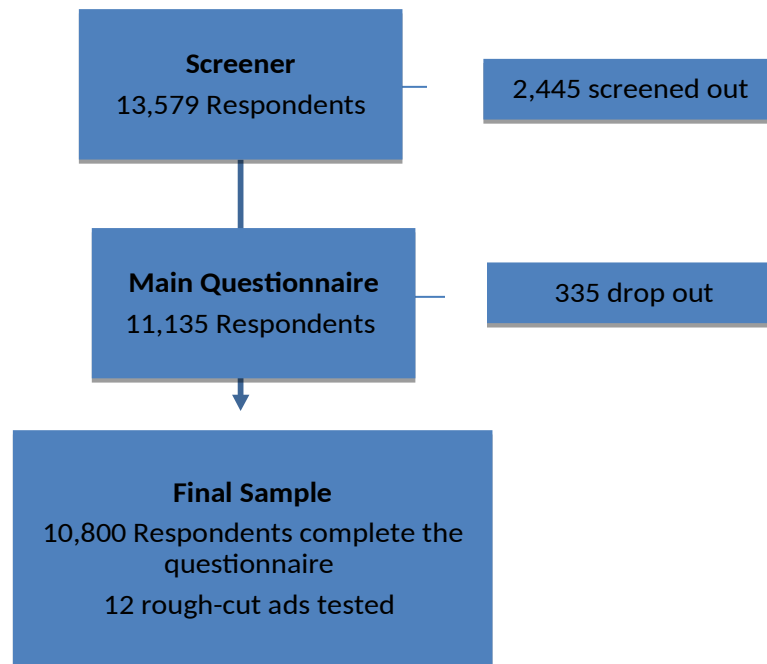 Screener
13,579 Respondents
2,445 screened out
Main Questionnaire
11,135 Respondents
335 drop out
Final Sample
10,800 Respondents complete the
questionnaire
12 rough-cut ads tested